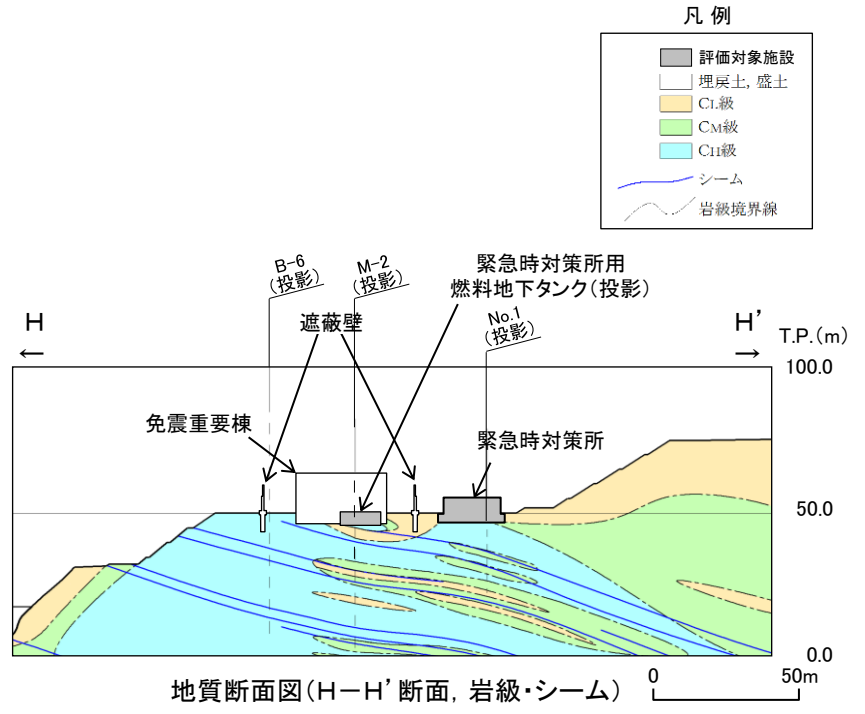 凡 例
評価対象施設
埋戻土, 盛土
CL級
CM級
CH級
シーム
岩級境界線
B-6
(投影)
M-2
(投影)
緊急時対策所用
燃料地下タンク(投影)
No.1
(投影)
遮蔽壁
H
←
H'
→
T.P.(m)
100.0
免震重要棟
緊急時対策所
50.0
0.0
地質断面図(H-H'断面, 岩級・シーム)
0
50m